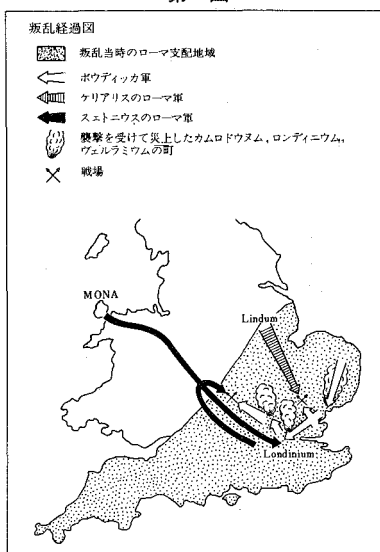 叛乱経過図
叛乱当時のローマ支配地域
ボウディッカ軍
ケリアリスのローマ軍
スェトニウスのローマ軍
襲撃を受けて炎上したカムロドウヌム,ロンディニウム,
ヴェルラミウムの町
戦場
MONA
Lindum
Londinium